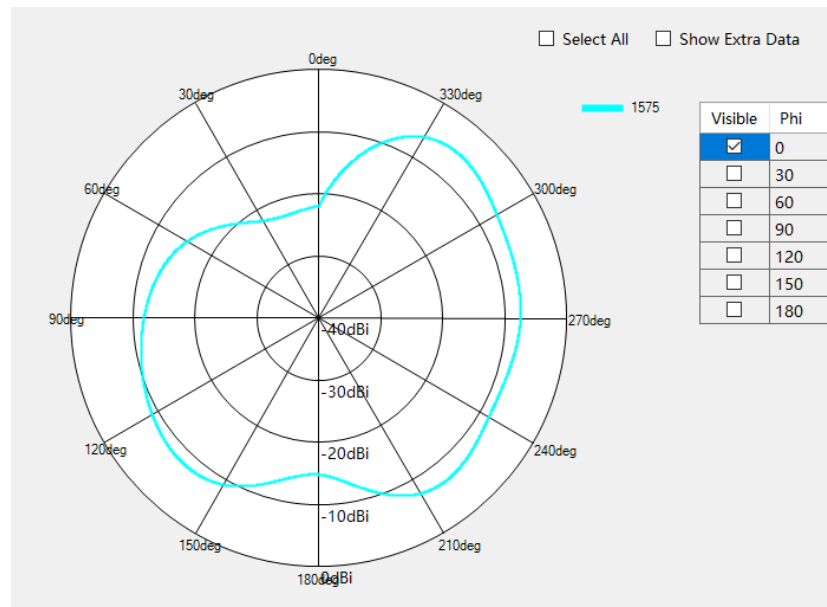 Select All
Show Extra Data
0deg
30deg
330deg
1575
Visible Phi
0
30
60
90
120
150
180
60deg
300deg
90deg
270deg
-40dBi
-30dBi
120deg
240deg
-20dBi
-10dBi
150deg
210deg
180deg
0dBi